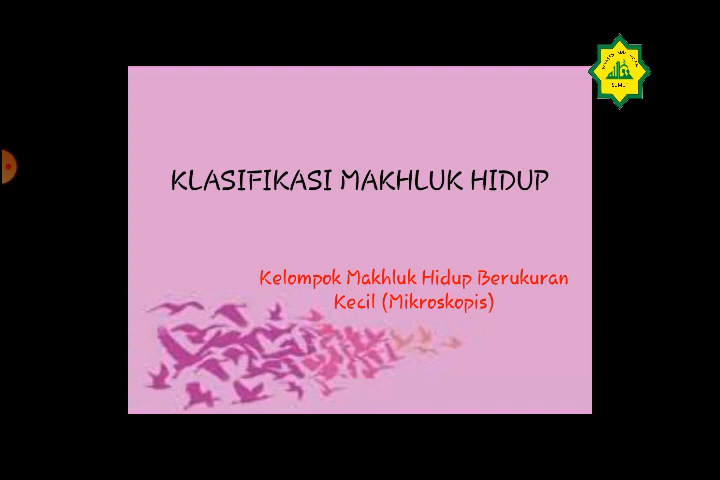 KLASIFIKASI MAKHLUK HIDUP
Kelompok Makhluk Hidup Berukuran
Kecil (Mikroskopis)